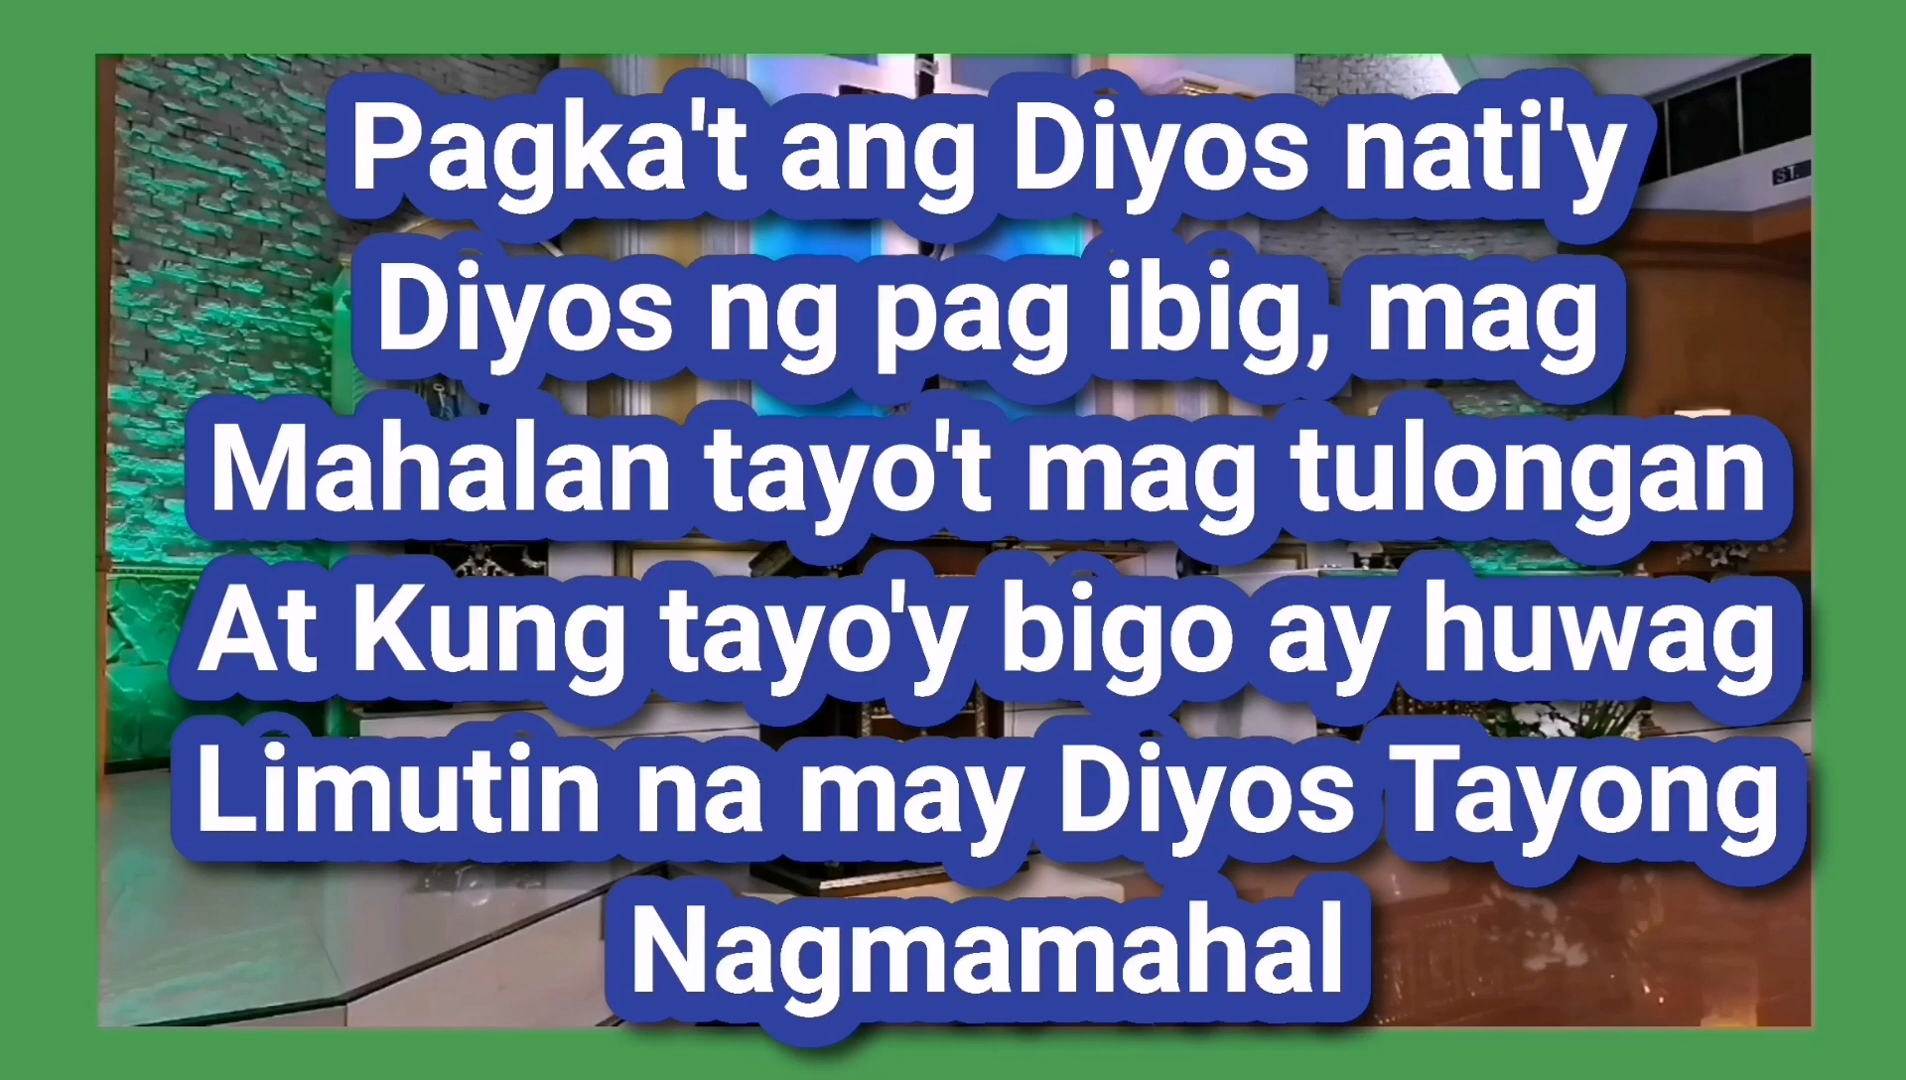 Pagka't ang Diyos nati'y
Diyos ng pag ibig, mag
Mahalan tayo't mag tulongan
At Kung tayo'y bigo ay huwag
Limutin na may Diyos Tayong
Nagmamahal
ST.